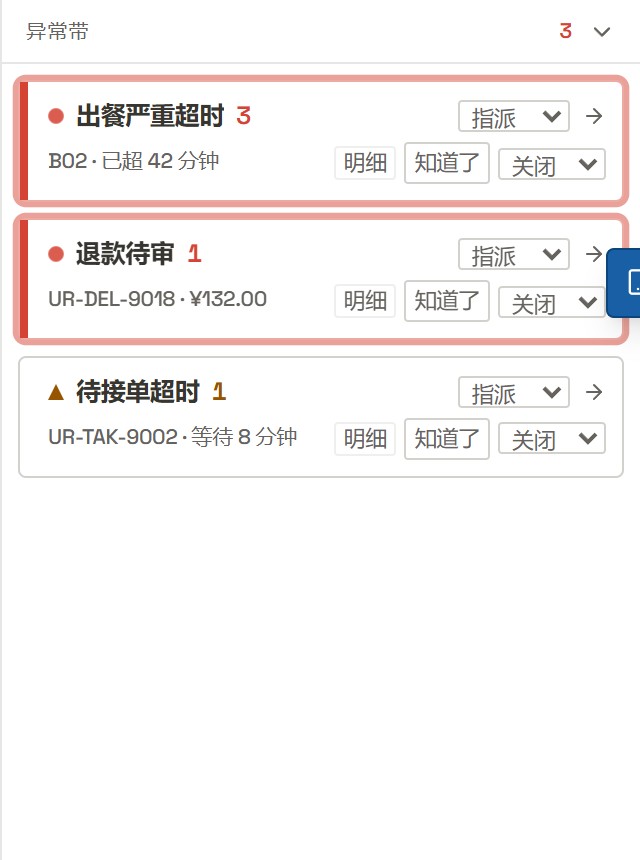 异常带 3
出餐严重超时 3 指派
B02 · 已超 42 分钟 明细 知道了 关闭
退款待审 1 指派
UR-DEL-9018 · ¥132.00 明细 知道了 关闭
待接单超时 1 指派
UR-TAK-9002 · 等待 8 分钟 明细 知道了 关闭